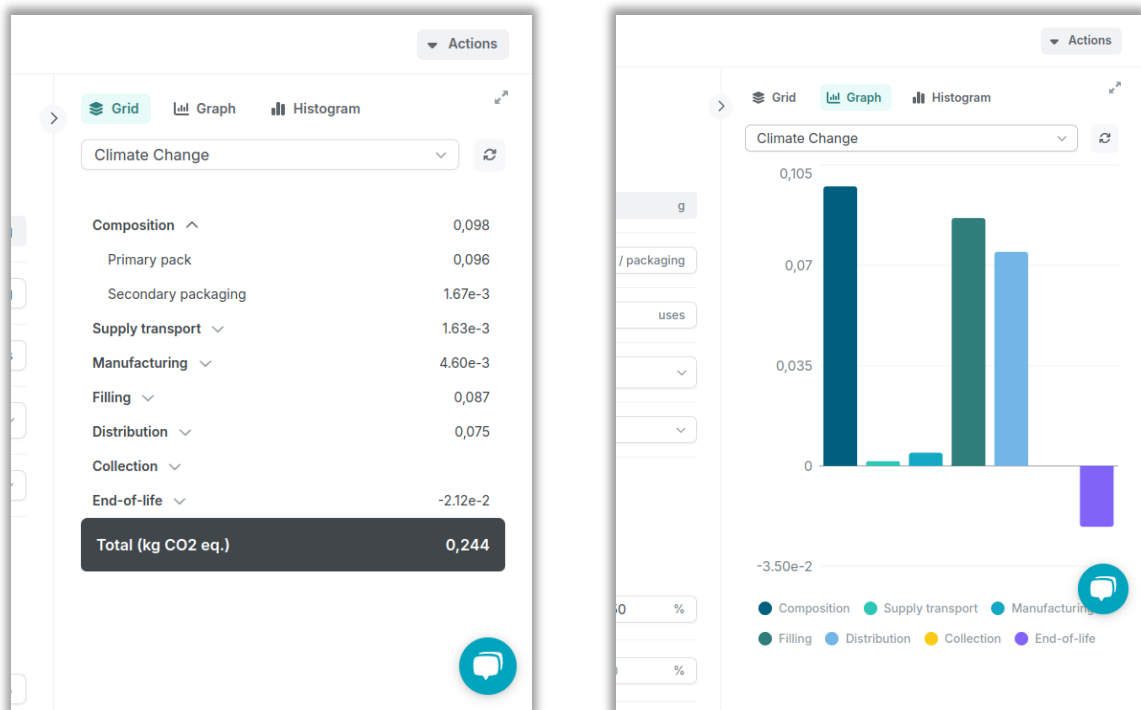 Actions
Grid Graph Histogram
Climate Change
Composition 0,098
Primary pack 0,096
Secondary packaging 1.67e-3
Supply transport 1.63e-3
Manufacturing 4.60e-3
Filling 0,087
Distribution 0,075
Collection
End-of-life -2.12e-2
Total (kg CO2 eq.) 0,244
Actions
Grid Graph Histogram
Climate Change
g
/ packaging
uses
%
%
0,105
0,07
0,035
0
-3.50e-2
Composition Supply transport Manufacturing
Filling Distribution Collection End-of-life